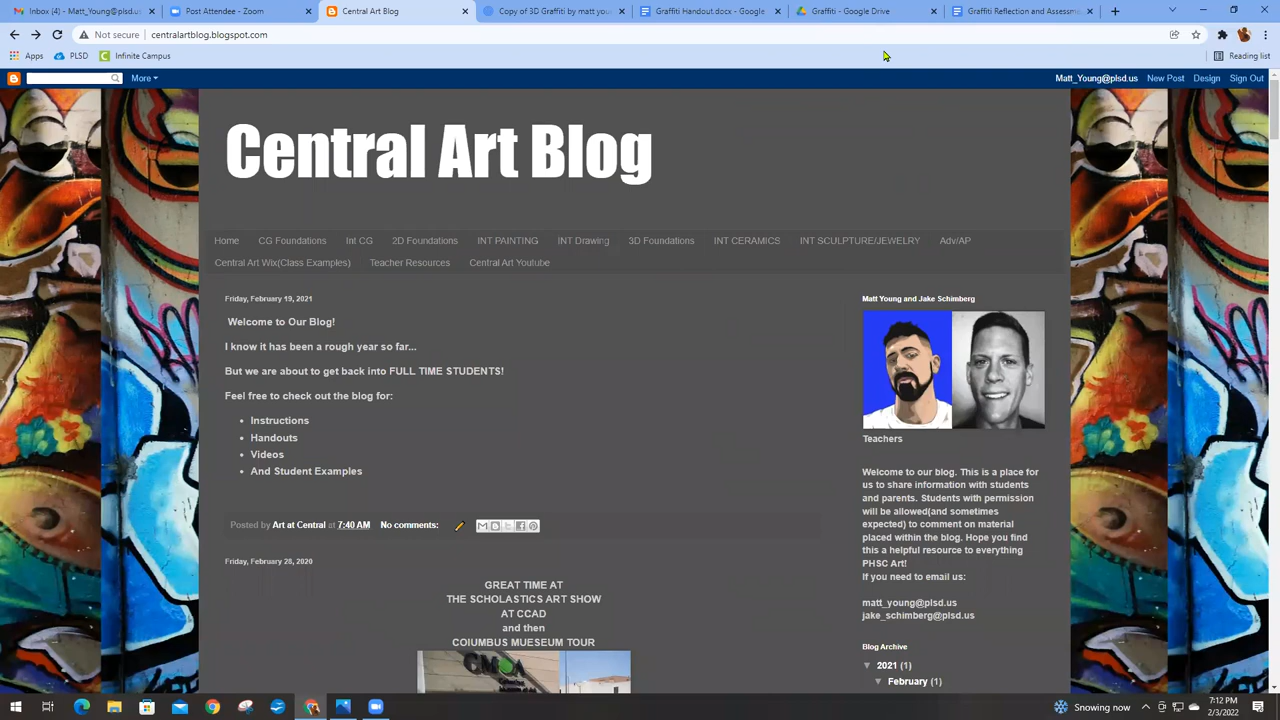 Inbox (4) - Matt_Young@plsd.us
Post Attendee - Zoom
Central Art Blog
Copy of 3D Graffiti by matt young
Graffiti Handout.docx - Google
Graffiti - Google Drive
Graffiti Reflection and Assessment
Not secure
centralartblog.blogspot.com
Apps
PLSD
Infinite Campus
Reading list
More
Matt_Young@plsd.us
New Post
Design
Sign Out
Central Art Blog
Home
CG Foundations
Int CG
2D Foundations
INT PAINTING
INT Drawing
3D Foundations
INT CERAMICS
INT SCULPTURE/JEWELRY
Adv/AP
Central Art Wix(Class Examples)
Teacher Resources
Central Art Youtube
Friday, February 19, 2021
Welcome to Our Blog!
I know it has been a rough year so far...
But we are about to get back into FULL TIME STUDENTS!
Feel free to check out the blog for:
Instructions
Handouts
Videos
And Student Examples
Posted by Art at Central at 7:40 AM No comments:
Friday, February 28, 2020
GREAT TIME AT
THE SCHOLASTICS ART SHOW
AT CCAD
and then
COlUMBUS MUESEUM TOUR
Matt Young and Jake Schimberg
Teachers
Welcome to our blog. This is a place for
us to share information with students
and parents. Students with permission
will be allowed(and sometimes
expected) to comment on material
placed within the blog. Hope you find
this a helpful resource to everything
PHSC Art!
If you need to email us:
matt_young@plsd.us
jake_schimberg@plsd.us
Blog Archive
▼ 2021 (1)
▼ February (1)
Snowing now
7:12 PM
2/3/2022